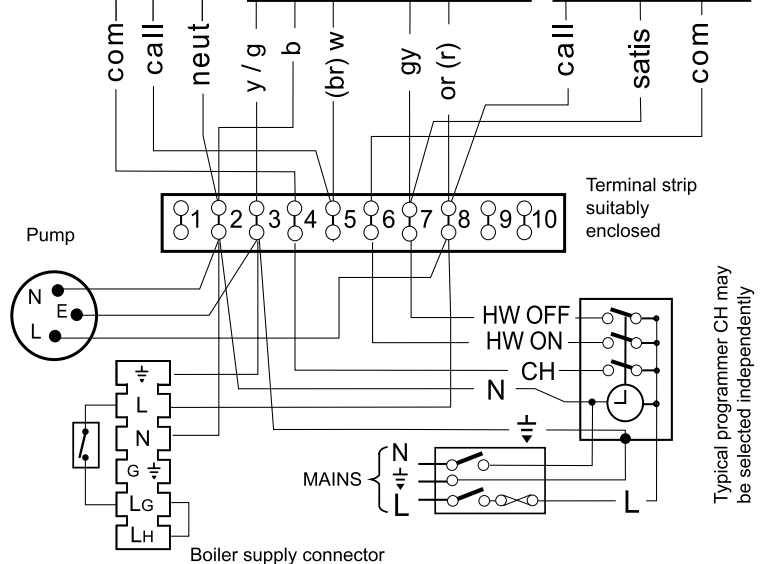 com
call
neut
y / g
b
(br) w
gy
or (r)
call
satis
com
1 2 3 4 5 6 7 8 9 10
Terminal strip
suitably
enclosed
Pump
N
E
L
HW OFF
HW ON
CH
N
Typical programmer CH may
be selected independently
L
N
G
LG
LH
Boiler supply connector
MAINS
N
L
L